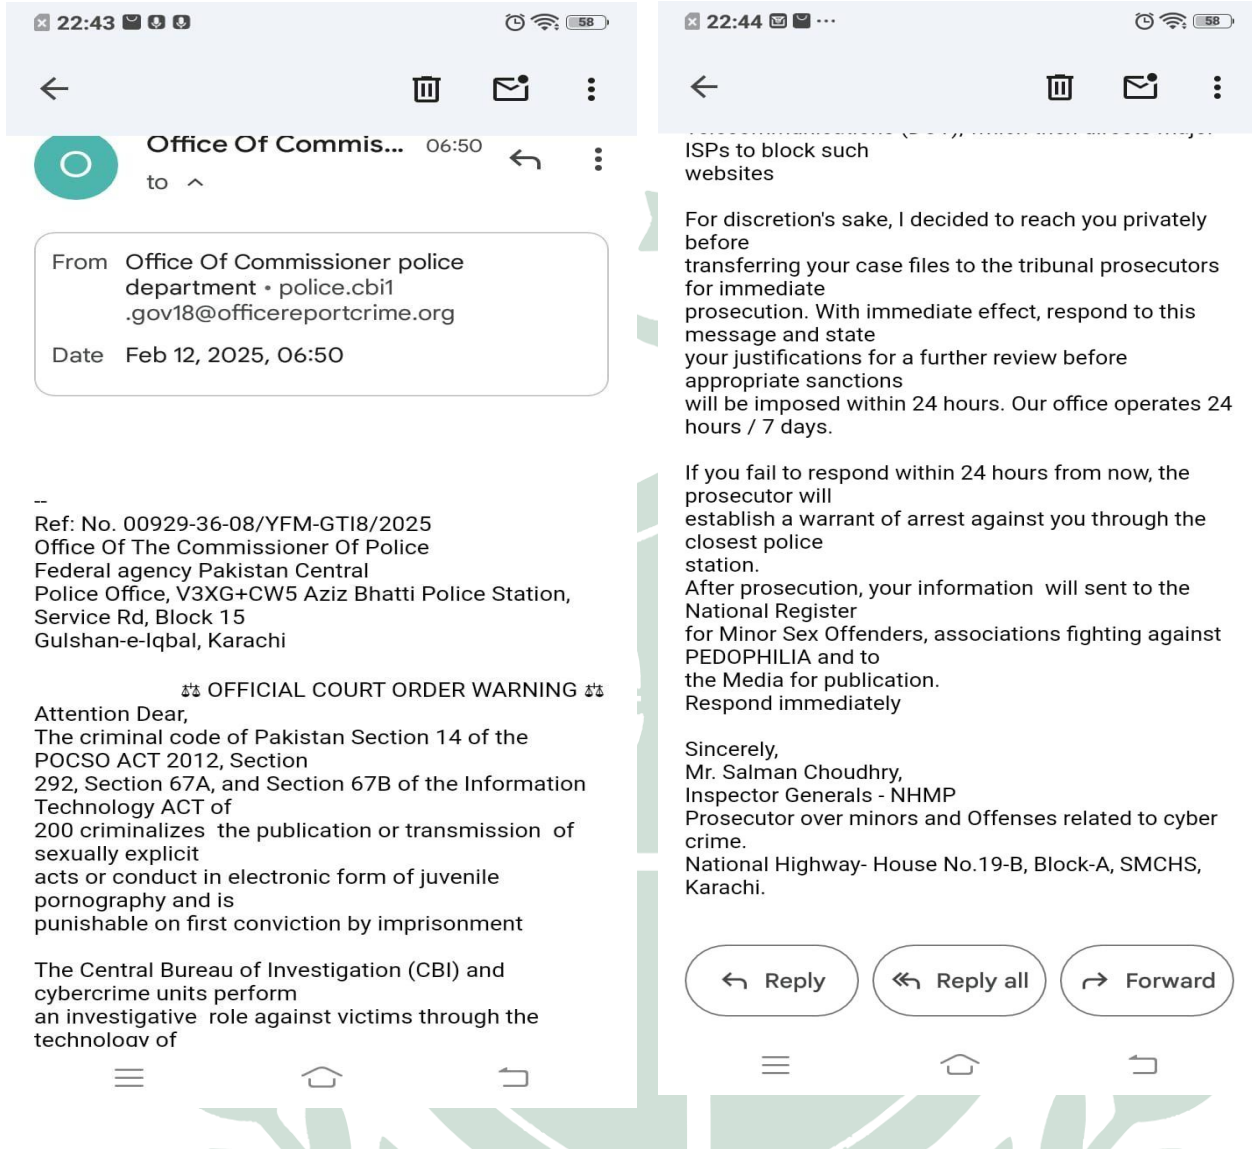 22:43
58
Office Of Commis... 06:50
to
From Office Of Commissioner police
department • police.cbi1
.gov18@officereportcrime.org
Date Feb 12, 2025, 06:50
--
Ref: No. 00929-36-08/YFM-GTI8/2025
Office Of The Commissioner Of Police
Federal agency Pakistan Central
Police Office, V3XG+CW5 Aziz Bhatti Police Station,
Service Rd, Block 15
Gulshan-e-Iqbal, Karachi
⚖ OFFICIAL COURT ORDER WARNING ⚖
Attention Dear,
The criminal code of Pakistan Section 14 of the
POCSO ACT 2012, Section
292, Section 67A, and Section 67B of the Information
Technology ACT of
200 criminalizes the publication or transmission of
sexually explicit
acts or conduct in electronic form of juvenile
pornography and is
punishable on first conviction by imprisonment
The Central Bureau of Investigation (CBI) and
cybercrime units perform
an investigative role against victims through the
technology of
22:44
58
ISPs to block such
websites
For discretion's sake, I decided to reach you privately
before
transferring your case files to the tribunal prosecutors
for immediate
prosecution. With immediate effect, respond to this
message and state
your justifications for a further review before
appropriate sanctions
will be imposed within 24 hours. Our office operates 24
hours / 7 days.
If you fail to respond within 24 hours from now, the
prosecutor will
establish a warrant of arrest against you through the
closest police
station.
After prosecution, your information will sent to the
National Register
for Minor Sex Offenders, associations fighting against
PEDOPHILIA and to
the Media for publication.
Respond immediately
Sincerely,
Mr. Salman Choudhry,
Inspector Generals - NHMP
Prosecutor over minors and Offenses related to cyber
crime.
National Highway- House No.19-B, Block-A, SMCHS,
Karachi.
Reply
Reply all
Forward